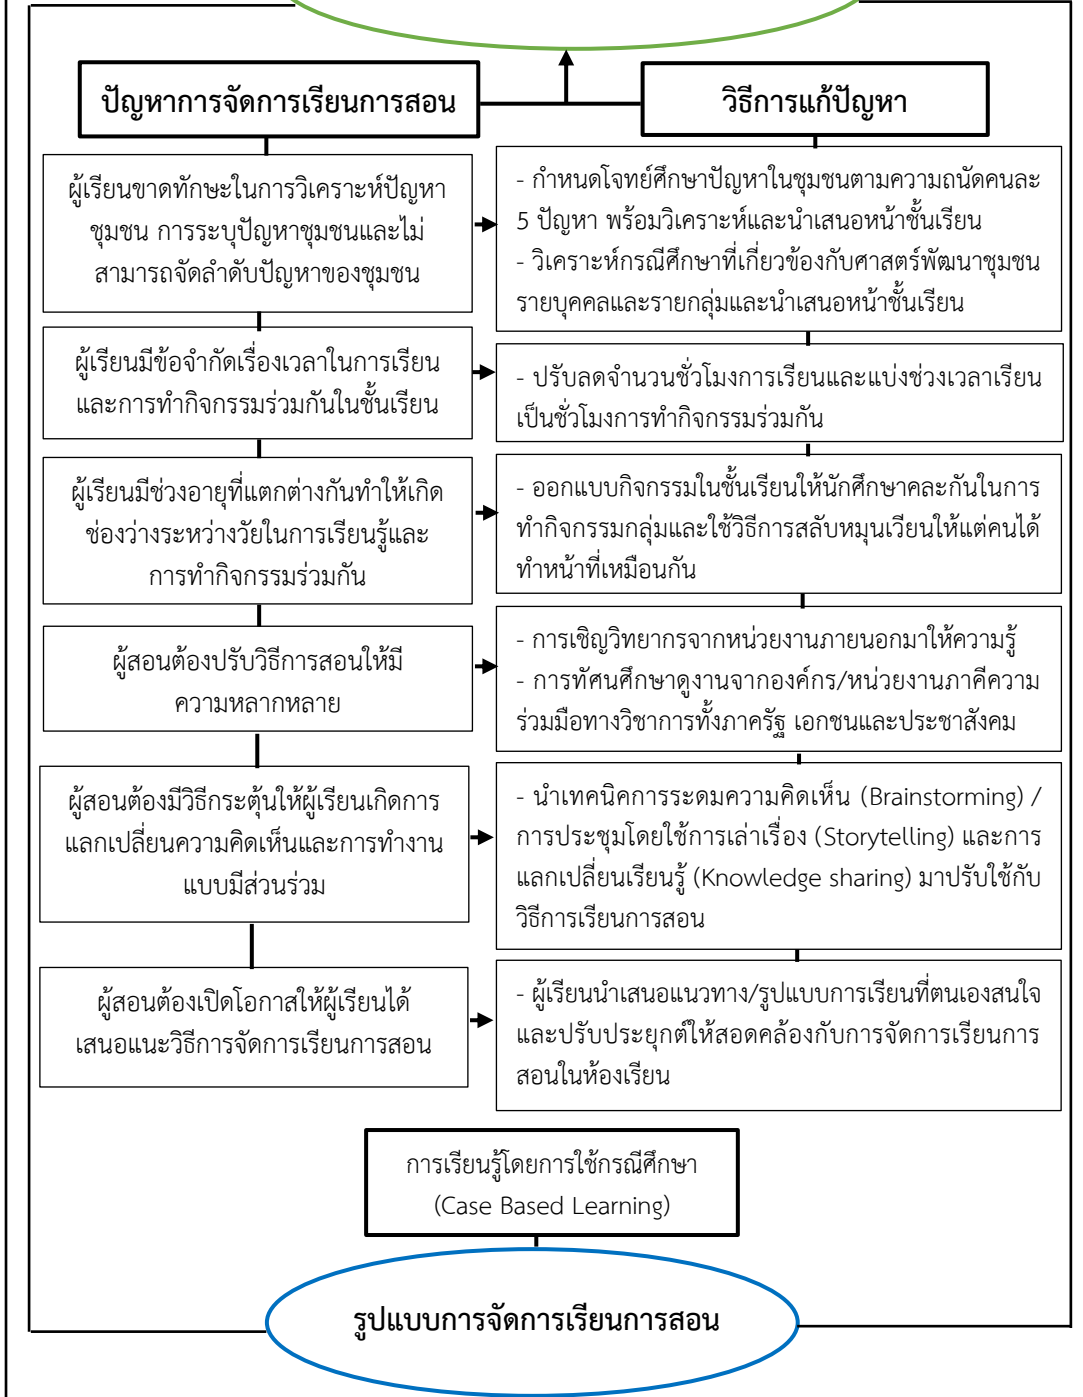 ปัญหาการจัดการเรียนการสอน
วิธีการแก้ปัญหา
ผู้เรียนขาดทักษะในการวิเคราะห์ปัญหา
ชุมชน การระบุปัญหาชุมชนและไม่
สามารถจัดลำดับปัญหาของชุมชน
- กำหนดโจทย์ศึกษาปัญหาในชุมชนตามความถนัดคนละ
5 ปัญหา พร้อมวิเคราะห์และนำเสนอหน้าชั้นเรียน
- วิเคราะห์กรณีศึกษาที่เกี่ยวข้องกับศาสตร์พัฒนาชุมชน
รายบุคคลและรายกลุ่มและนำเสนอหน้าชั้นเรียน
ผู้เรียนมีข้อจำกัดเรื่องเวลาในการเรียน
และการทำกิจกรรมร่วมกันในชั้นเรียน
- ปรับลดจำนวนชั่วโมงการเรียนและแบ่งช่วงเวลาเรียน
เป็นชั่วโมงการทำกิจกรรมร่วมกัน
ผู้เรียนมีช่วงอายุที่แตกต่างกันทำให้เกิด
ช่องว่างระหว่างวัยในการเรียนรู้และ
การทำกิจกรรมร่วมกัน
- ออกแบบกิจกรรมในชั้นเรียนให้นักศึกษาคละกันในการ
ทำกิจกรรมกลุ่มและใช้วิธีการสลับหมุนเวียนให้แต่คนได้
ทำหน้าที่เหมือนกัน
ผู้สอนต้องปรับวิธีการสอนให้มี
ความหลากหลาย
- การเชิญวิทยากรจากหน่วยงานภายนอกมาให้ความรู้
- การทัศนศึกษาดูงานจากองค์กร/หน่วยงานภาคีความ
ร่วมมือทางวิชาการทั้งภาครัฐ เอกชนและประชาสังคม
ผู้สอนต้องมีวิธีกระตุ้นให้ผู้เรียนเกิดการ
แลกเปลี่ยนความคิดเห็นและการทำงาน
แบบมีส่วนร่วม
- นำเทคนิคการระดมความคิดเห็น (Brainstorming) /
การประชุมโดยใช้การเล่าเรื่อง (Storytelling) และการ
แลกเปลี่ยนเรียนรู้ (Knowledge sharing) มาปรับใช้กับ
วิธีการเรียนการสอน
ผู้สอนต้องเปิดโอกาสให้ผู้เรียนได้
เสนอแนะวิธีการจัดการเรียนการสอน
- ผู้เรียนนำเสนอแนวทาง/รูปแบบการเรียนที่ตนเองสนใจ
และปรับประยุกต์ให้สอดคล้องกับการจัดการเรียนการ
สอนในห้องเรียน
การเรียนรู้โดยการใช้กรณีศึกษา
(Case Based Learning)
รูปแบบการจัดการเรียนการสอน